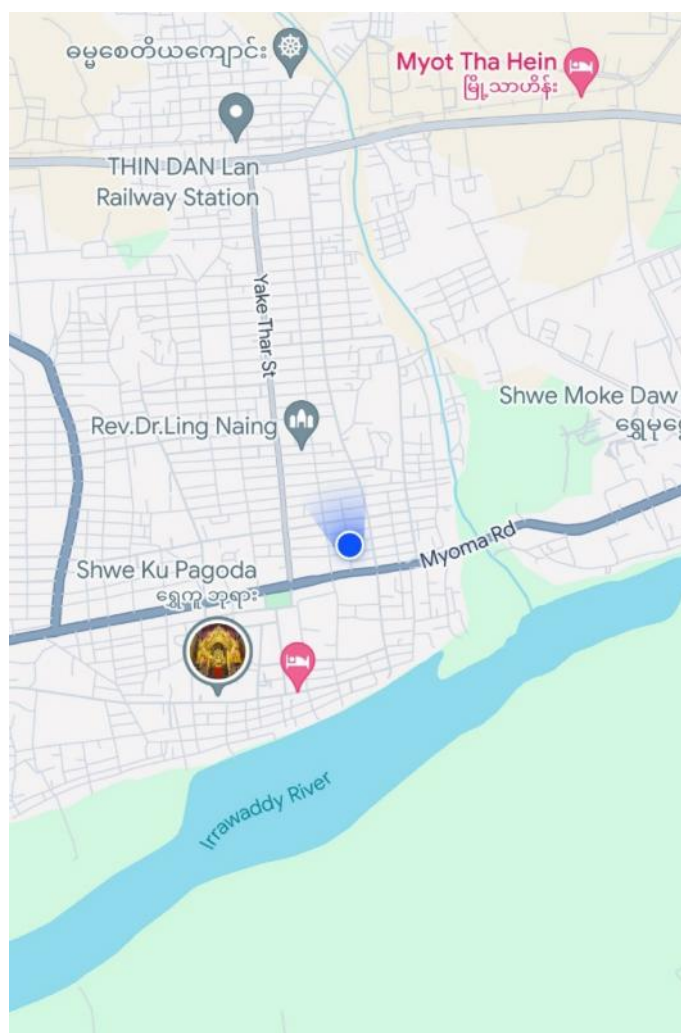 ဓမ္မစေတိယကျောင်း
Myot Tha Hein
မြို့သာဟိန်း
THIN DAN Lan
Railway Station
Yake Thar St
Shwe Moke Daw
Rev.Dr.Ling Naing
Myoma Rd
Shwe Ku Pagoda
ရွှေကူ ဘုရား
Irrawaddy River